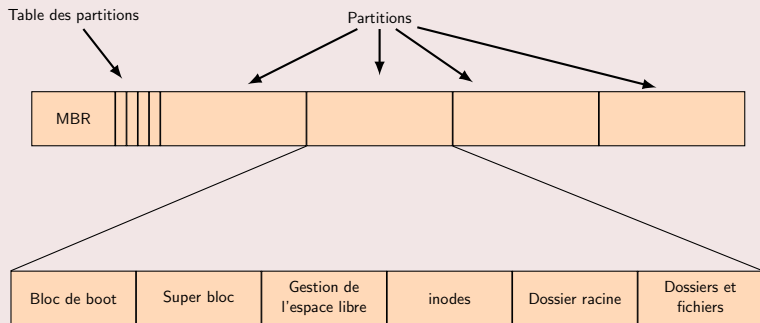 Table des partitions
Partitions
MBR
Bloc de boot
Super bloc
Gestion de
l'espace libre
inodes
Dossier racine
Dossiers et
fichiers